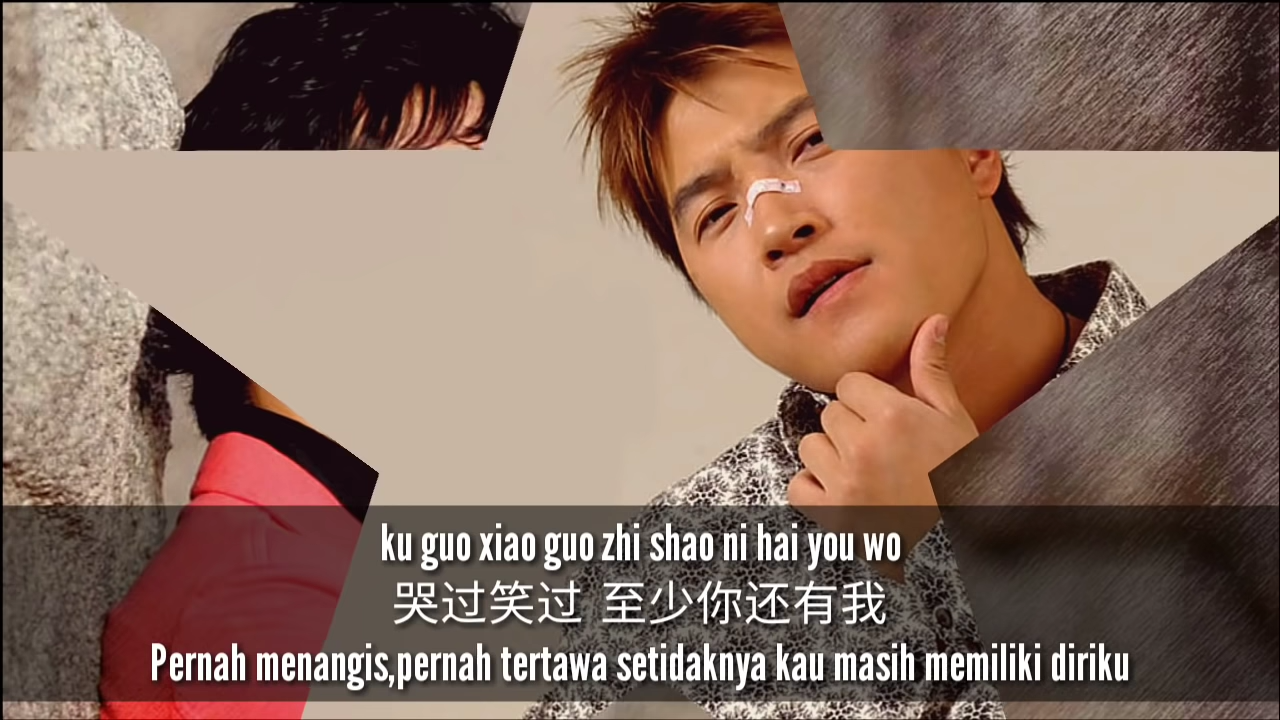 ku guo xiao guo zhi shao ni hai you wo
哭过笑过 至少你还有我
Pernah menangis,pernah tertawa setidaknya kau masih memiliki diriku